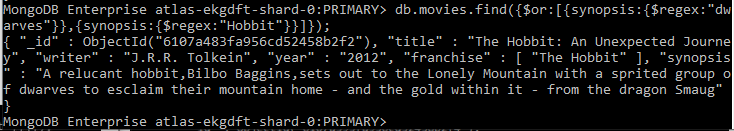 MongoDB Enterprise atlas-ekgdft-shard-0:PRIMARY> db.movies.find({$or:[{synopsis:{$regex:"dw
arves"}},{synopsis:{$regex:"Hobbit"}}]});
{ "_id" : ObjectId("6107a483fa956cd52458b2f2"), "title" : "The Hobbit: An Unexpected Journe
y", "writer" : "J.R.R. Tolkein", "year" : "2012", "franchise" : [ "The Hobbit" ], "synopsis
" : "A relucant hobbit,Bilbo Baggins,sets out to the Lonely Mountain with a sprited group o
f dwarves to esclaim their mountain home - and the gold within it - from the dragon Smaug"
}
MongoDB Enterprise atlas-ekgdft-shard-0:PRIMARY>